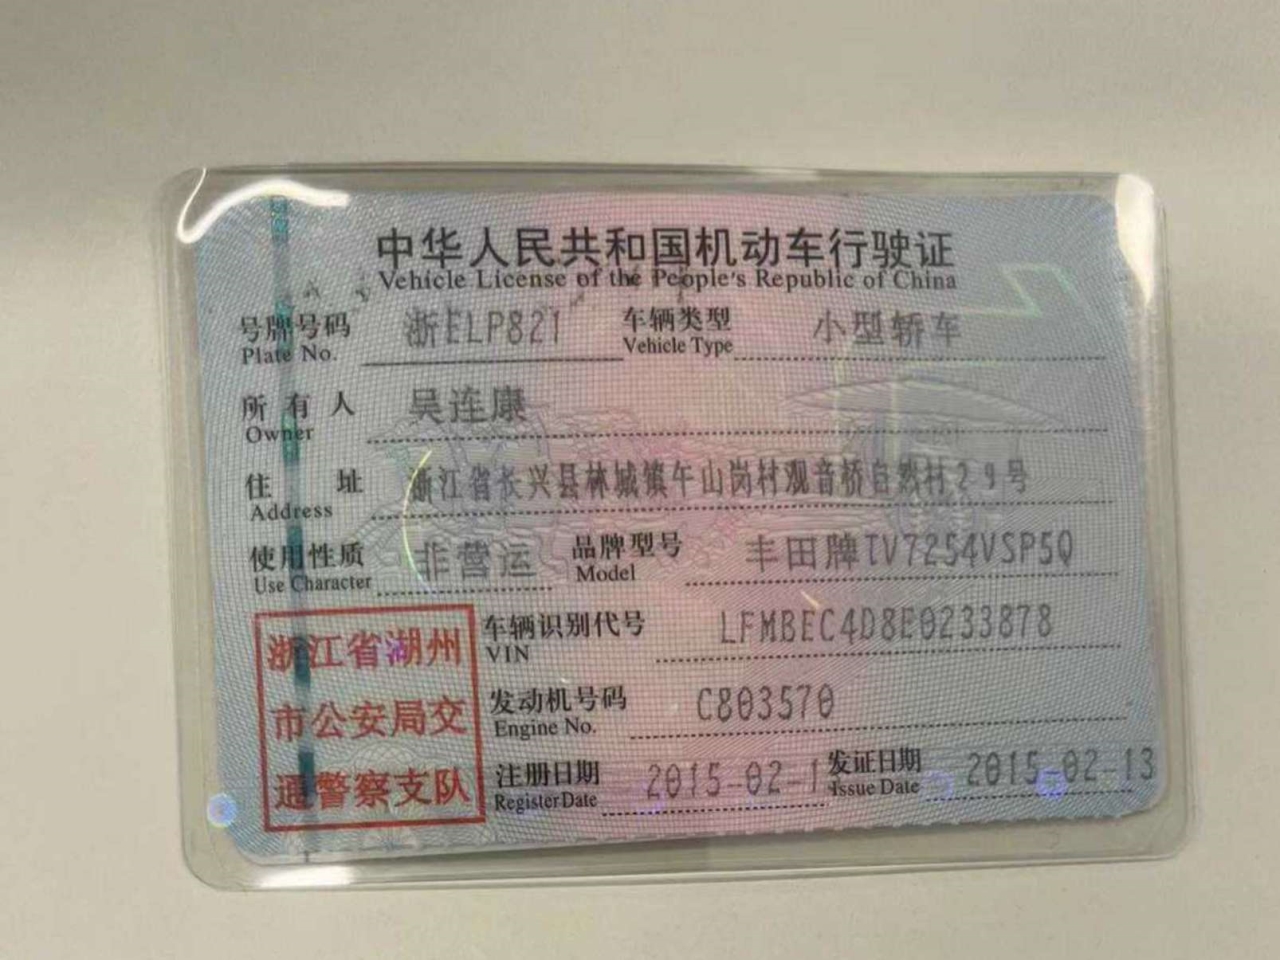 中华人民共和国机动车行驶证
Vehicle License of the People's Republic of China
号牌号码 浙ELP821 车辆类型 小型轿车
Plate No. Vehicle Type
所有人 吴连康
Owner
住址 浙江省长兴县林城镇午山岗村观音桥自然村29号
Address
使用性质 非营运 品牌型号 丰田牌TV7254VSP5Q
Use Character Model
浙江省湖州
市公安局交
通警察支队
车辆识别代号 LFMBEC4D8E0233878
VIN
发动机号码 C803570
Engine No.
注册日期 2015-02-1 发证日期 2015-02-13
Register Date Issue Date